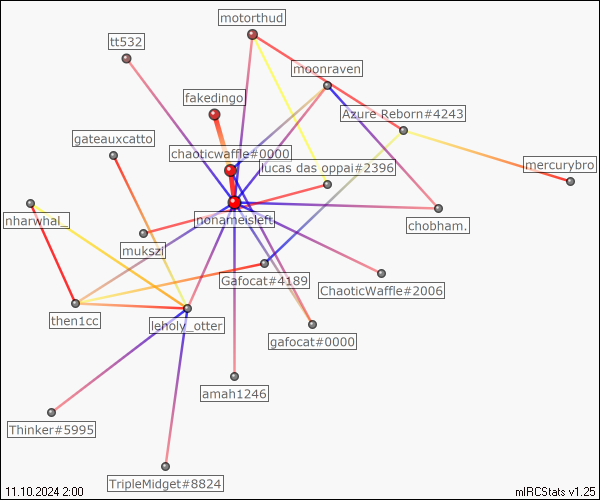 motorthud
tt532
moonraven
fakedingo
Azure Reborn#4243
gateauxcatto
chaoticwaffle#0000
lucas das oppai#2396
mercurybro
nharwhal_
nonameisleft
chobham.
mukszi
Gafocat#4189
ChaoticWaffle#2006
then1cc
leholy_otter
gafocat#0000
amah1246
Thinker#5995
TripleMidget#8824
11.10.2024 2:00
mIRCStats v1.25